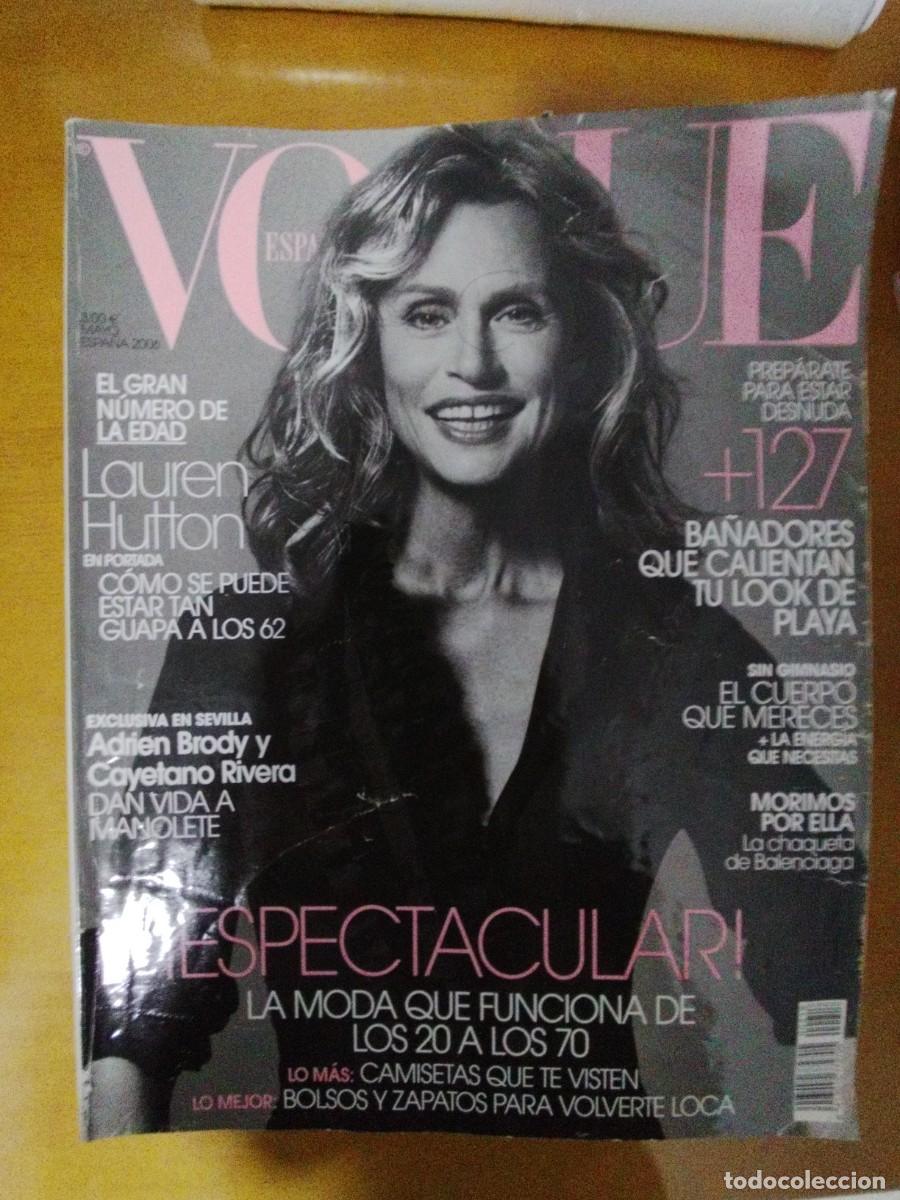 VOGUE
ESPA
3,00 €
MAYO
ESPAÑA 2006
EL GRAN
NÚMERO DE
LA EDAD
Lauren
Hutton
EN PORTADA
CÓMO SE PUEDE
ESTAR TAN
GUAPA A LOS 62
EXCLUSIVA EN SEVILLA
Adrien Brody y
Cayetano Rivera
DAN VIDA A
MANOLETE
PREPÁRATE
PARA ESTAR
DESNUDA
+127
BAÑADORES
QUE CALIENTAN
TU LOOK DE
PLAYA
SIN GIMNASIO
EL CUERPO
QUE MERECES
+ LA ENERGÍA
QUE NECESITAS
MORIMOS
POR ELLA
La chaqueta
de Balenciaga
¡ESPECTACULAR!
LA MODA QUE FUNCIONA DE
LOS 20 A LOS 70
LO MÁS: CAMISETAS QUE TE VISTEN
LO MEJOR: BOLSOS Y ZAPATOS PARA VOLVERTE LOCA
todocoleccion